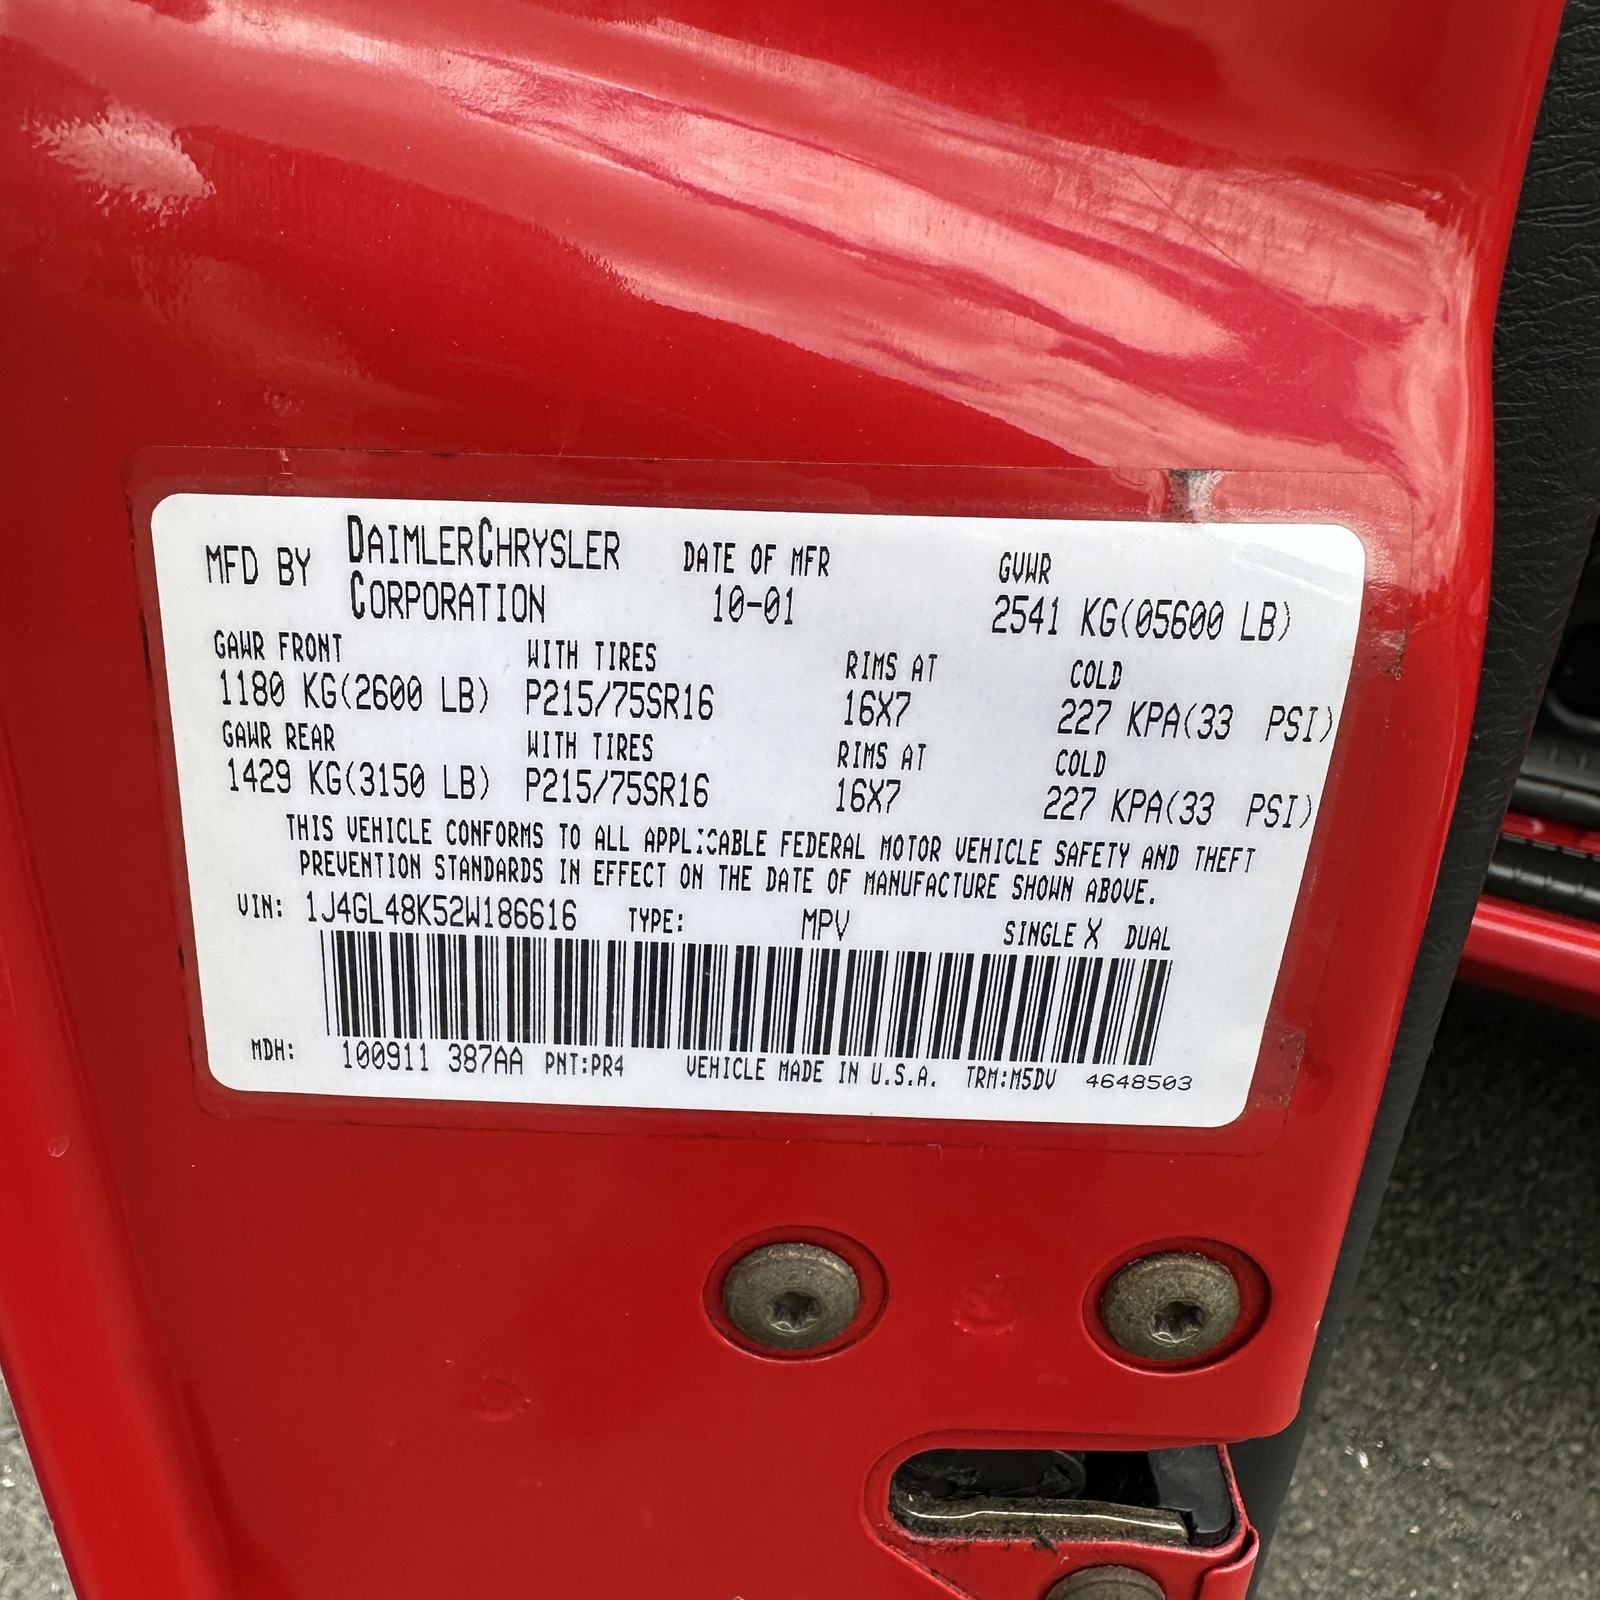 MFD BY DAIMLERCHRYSLER CORPORATION DATE OF MFR 10-01 GVWR 2541 KG(05600 LB)
GAWR FRONT WITH TIRES RIMS AT COLD
1180 KG(2600 LB) P215/75SR16 16X7 227 KPA(33 PSI)
GAWR REAR WITH TIRES RIMS AT COLD
1429 KG(3150 LB) P215/75SR16 16X7 227 KPA(33 PSI)
THIS VEHICLE CONFORMS TO ALL APPLICABLE FEDERAL MOTOR VEHICLE SAFETY AND THEFT
PREVENTION STANDARDS IN EFFECT ON THE DATE OF MANUFACTURE SHOWN ABOVE.
VIN: 1J4GL48K52W186616 TYPE: MPV SINGLE X DUAL
MDH: 100911 387AA PNT:PR4 VEHICLE MADE IN U.S.A. TRM:M5DV 4648503